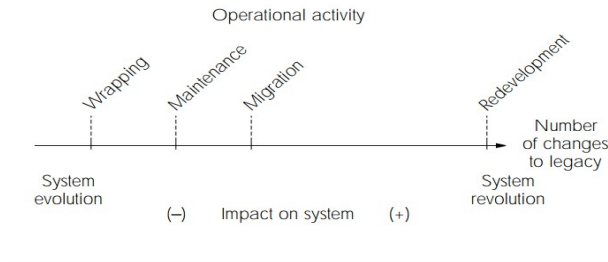 Operational activity
Wrapping
Maintenance
Migration
Redevelopment
Number
of changes
to legacy
System
evolution
System
revolution
(–) Impact on system (+)